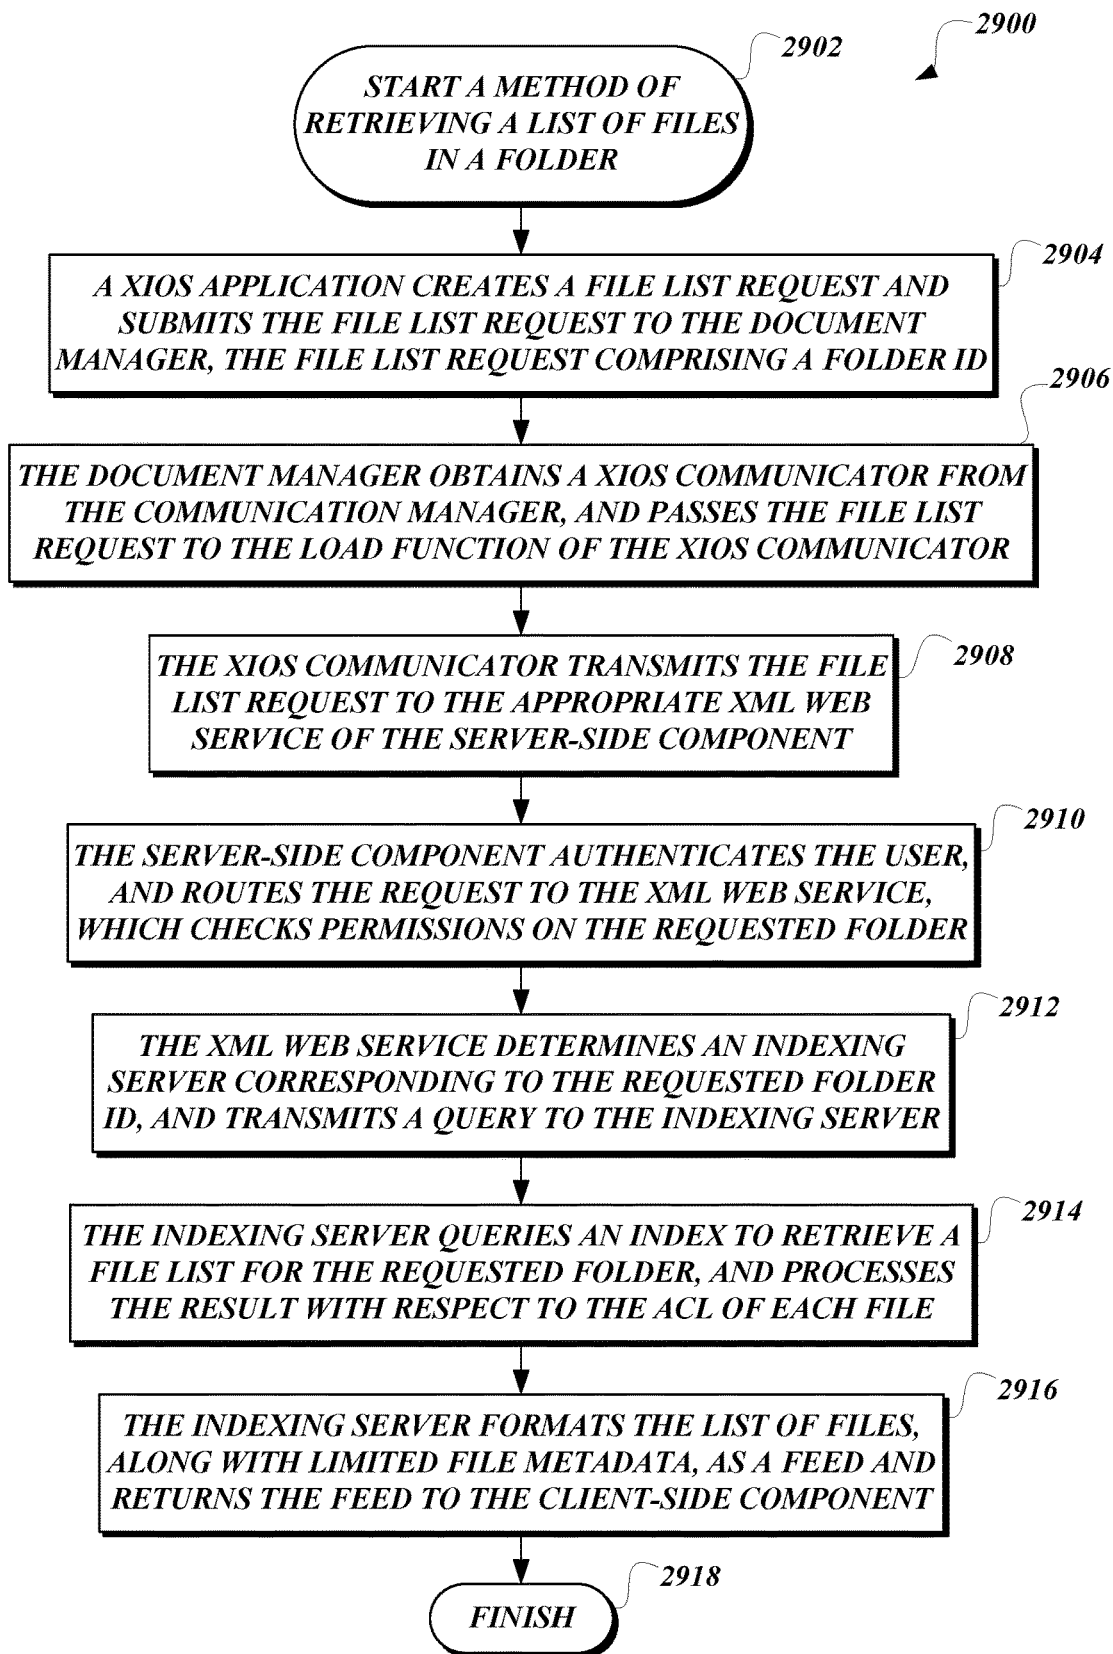 2900
2902
START A METHOD OF
RETRIEVING A LIST OF FILES
IN A FOLDER
2904
A XIOS APPLICATION CREATES A FILE LIST REQUEST AND
SUBMITS THE FILE LIST REQUEST TO THE DOCUMENT
MANAGER, THE FILE LIST REQUEST COMPRISING A FOLDER ID
2906
THE DOCUMENT MANAGER OBTAINS A XIOS COMMUNICATOR FROM
THE COMMUNICATION MANAGER, AND PASSES THE FILE LIST
REQUEST TO THE LOAD FUNCTION OF THE XIOS COMMUNICATOR
2908
THE XIOS COMMUNICATOR TRANSMITS THE FILE
LIST REQUEST TO THE APPROPRIATE XML WEB
SERVICE OF THE SERVER-SIDE COMPONENT
2910
THE SERVER-SIDE COMPONENT AUTHENTICATES THE USER,
AND ROUTES THE REQUEST TO THE XML WEB SERVICE,
WHICH CHECKS PERMISSIONS ON THE REQUESTED FOLDER
2912
THE XML WEB SERVICE DETERMINES AN INDEXING
SERVER CORRESPONDING TO THE REQUESTED FOLDER
ID, AND TRANSMITS A QUERY TO THE INDEXING SERVER
2914
THE INDEXING SERVER QUERIES AN INDEX TO RETRIEVE A
FILE LIST FOR THE REQUESTED FOLDER, AND PROCESSES
THE RESULT WITH RESPECT TO THE ACL OF EACH FILE
2916
THE INDEXING SERVER FORMATS THE LIST OF FILES,
ALONG WITH LIMITED FILE METADATA, AS A FEED AND
RETURNS THE FEED TO THE CLIENT-SIDE COMPONENT
2918
FINISH